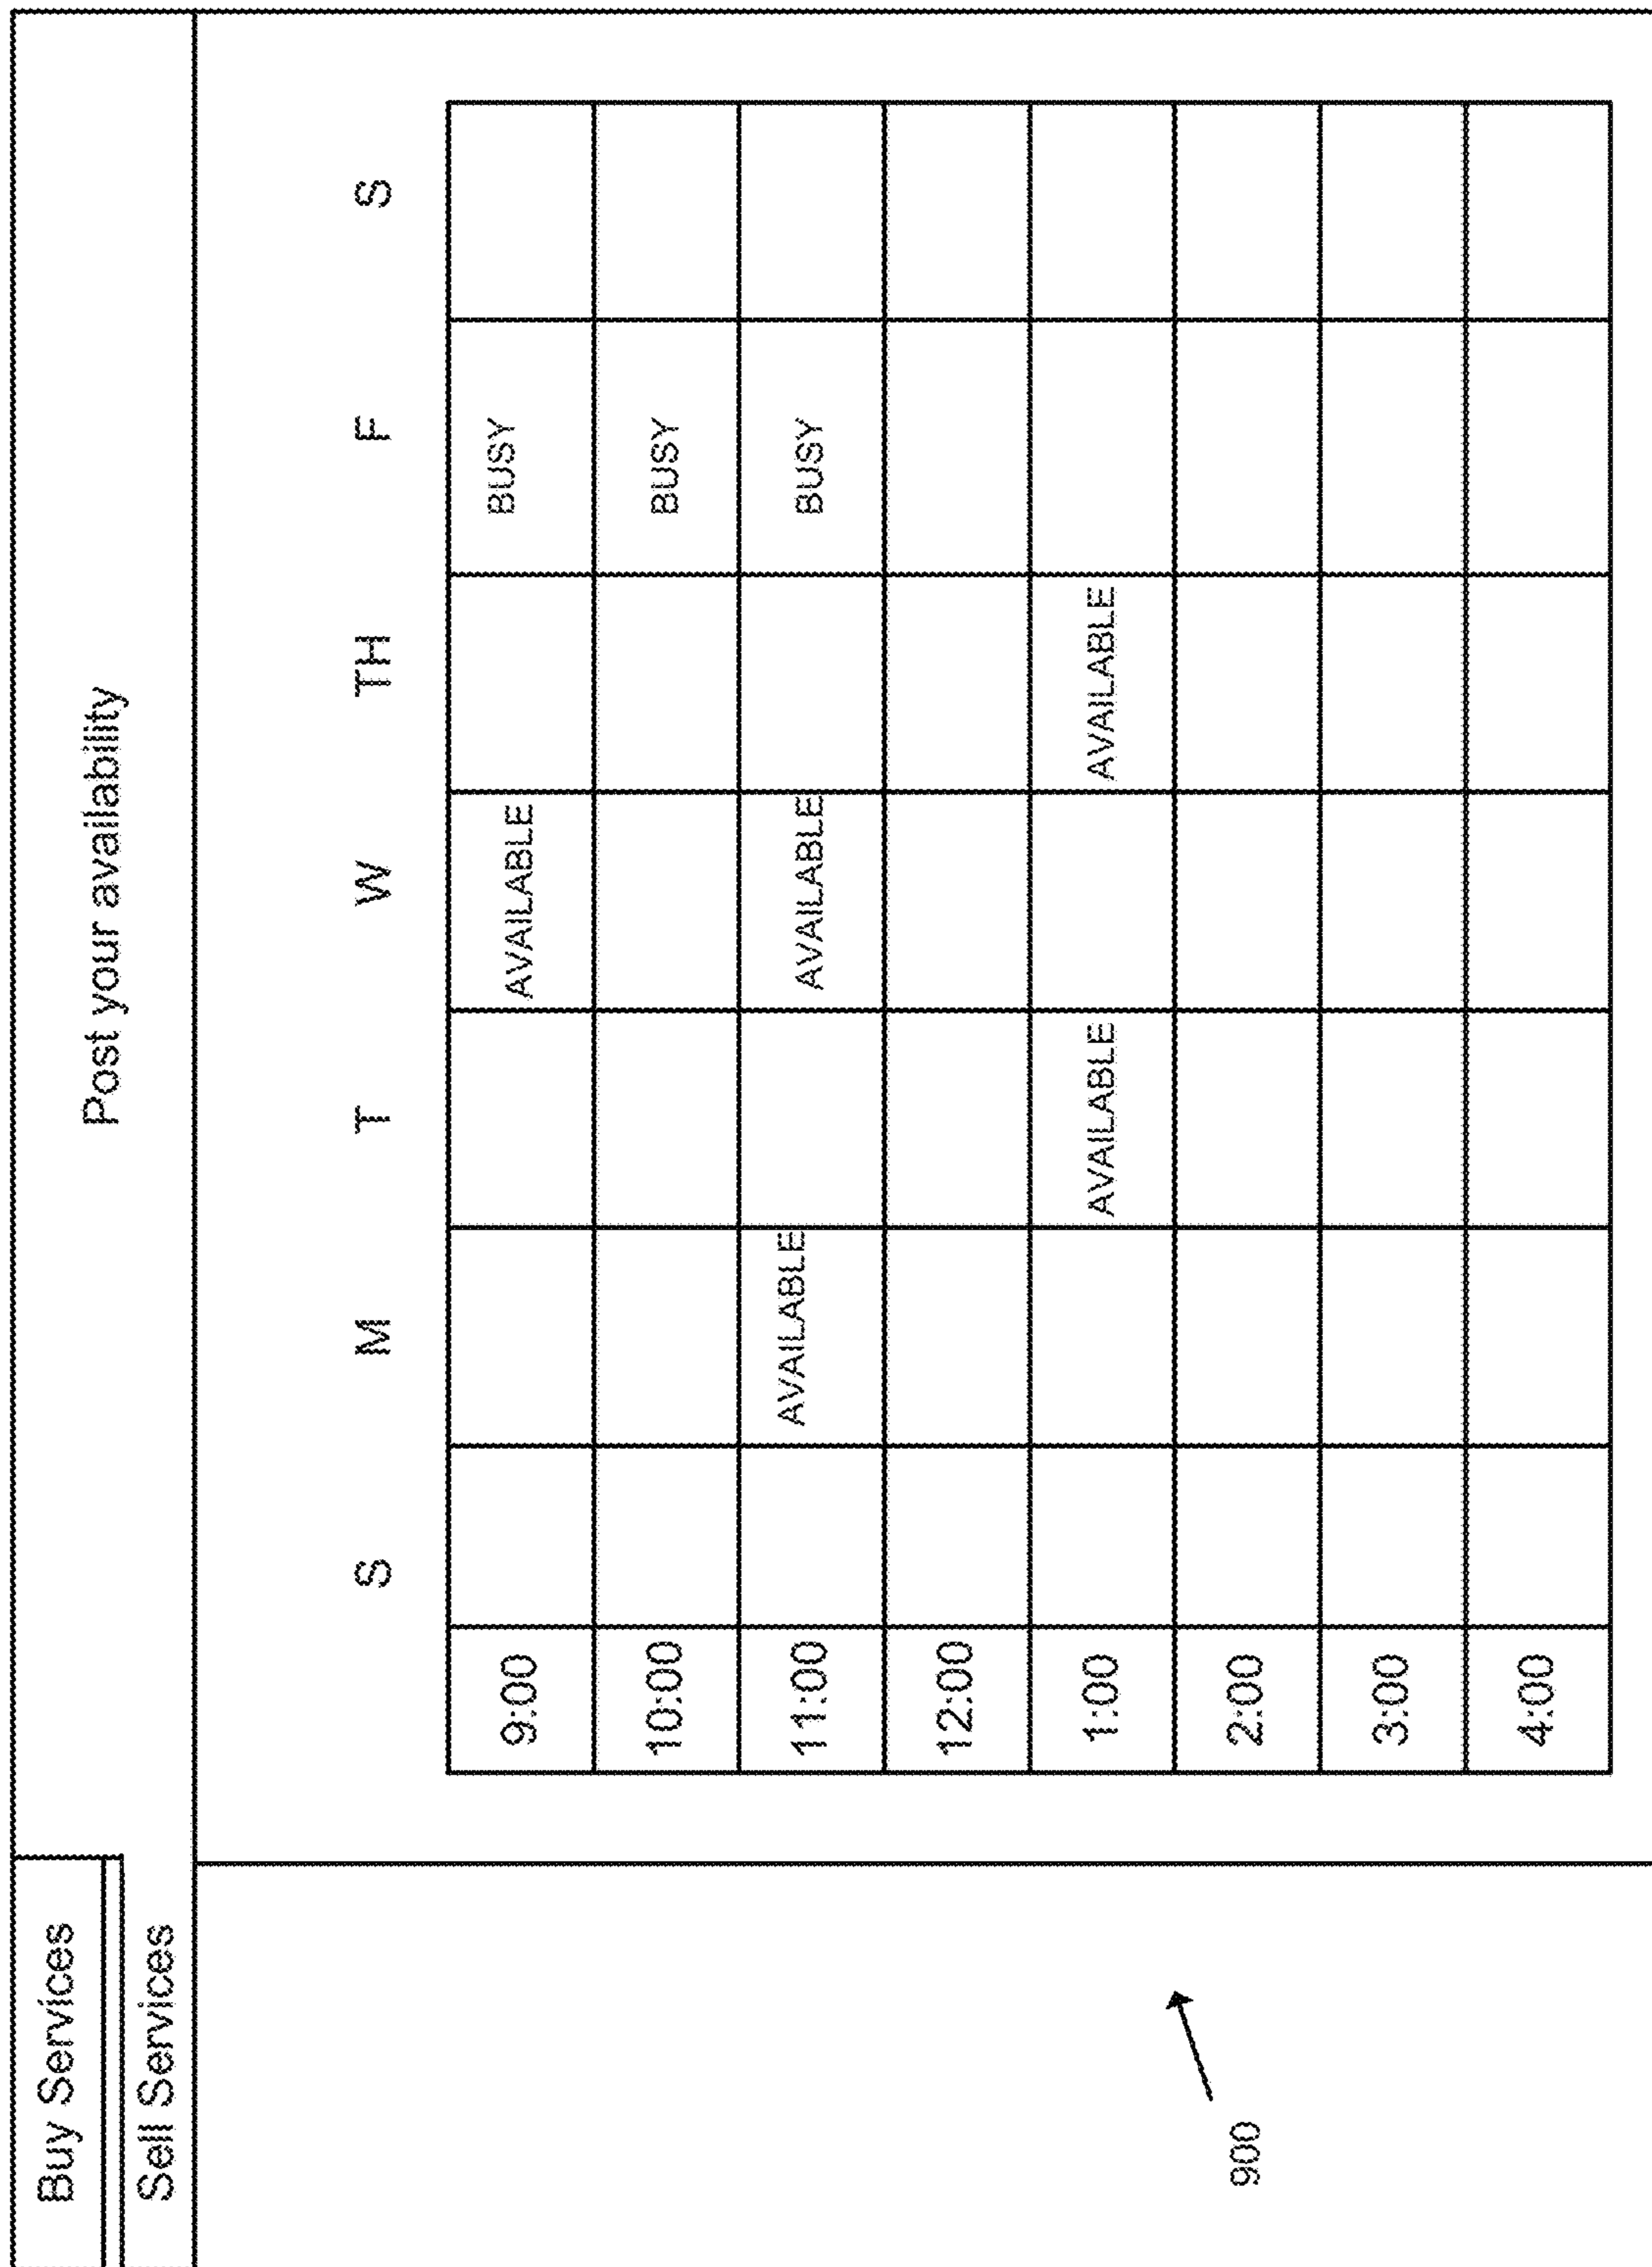 Buy Services
Sell Services
Post your availability
S M T W TH F S
9:00 AVAILABLE BUSY
10:00 BUSY
11:00 AVAILABLE AVAILABLE BUSY
12:00
1:00 AVAILABLE AVAILABLE
2:00
3:00
4:00
900